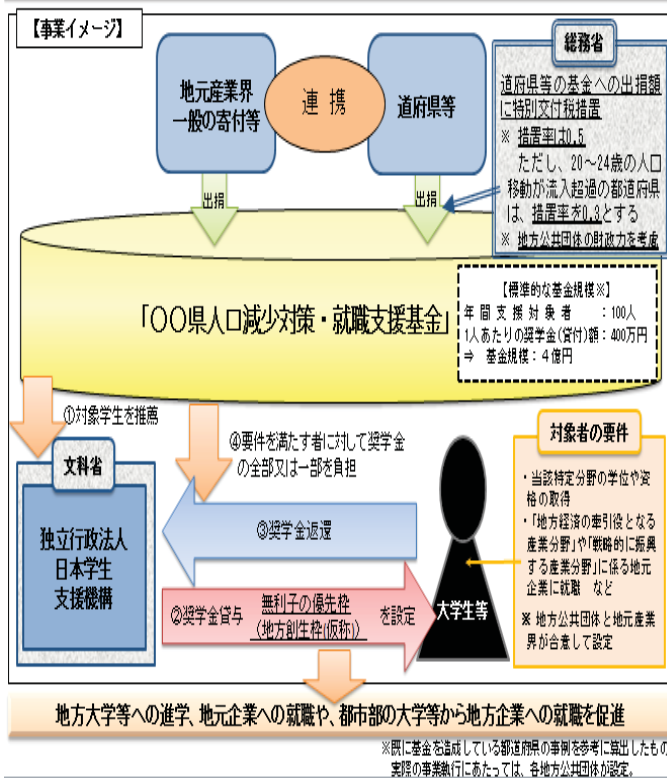 【事業イメージ】
地元産業界
一般の寄付等
連携
道府県等
総務省
道府県等の基金への出捐額
に特別交付税措置
※ 措置率は0.5
ただし、20～24歳の人口
移動が流入超過の都道府県
は、措置率を0.3とする
※ 地方公共団体の財政力を考慮
出捐
出捐
「〇〇県人口減少対策・就職支援基金」
【標準的な基金規模※】
年間支援対象者 ：100人
1人あたりの奨学金(貸付)額：400万円
⇒ 基金規模：4億円
①対象学生を推薦
④要件を満たす者に対して奨学金
の全部又は一部を負担
文科省
独立行政法人
日本学生
支援機構
③奨学金返還
②奨学金貸与 無利子の優先枠
（地方創生枠(仮称)）
を設定
大学生等
対象者の要件
・当該特定分野の学位や資
格の取得
・「地方経済の牽引役となる
産業分野」や「戦略的に振興
する産業分野」に係る地元
企業に就職 など
※ 地方公共団体と地元産業
界が合意して設定
地方大学等への進学、地元企業への就職や、都市部の大学等から地方企業への就職を促進
※既に基金を造成している都道府県の事例を参考に算出したもの
実際の事業執行にあたっては、各地方公共団体が設定。